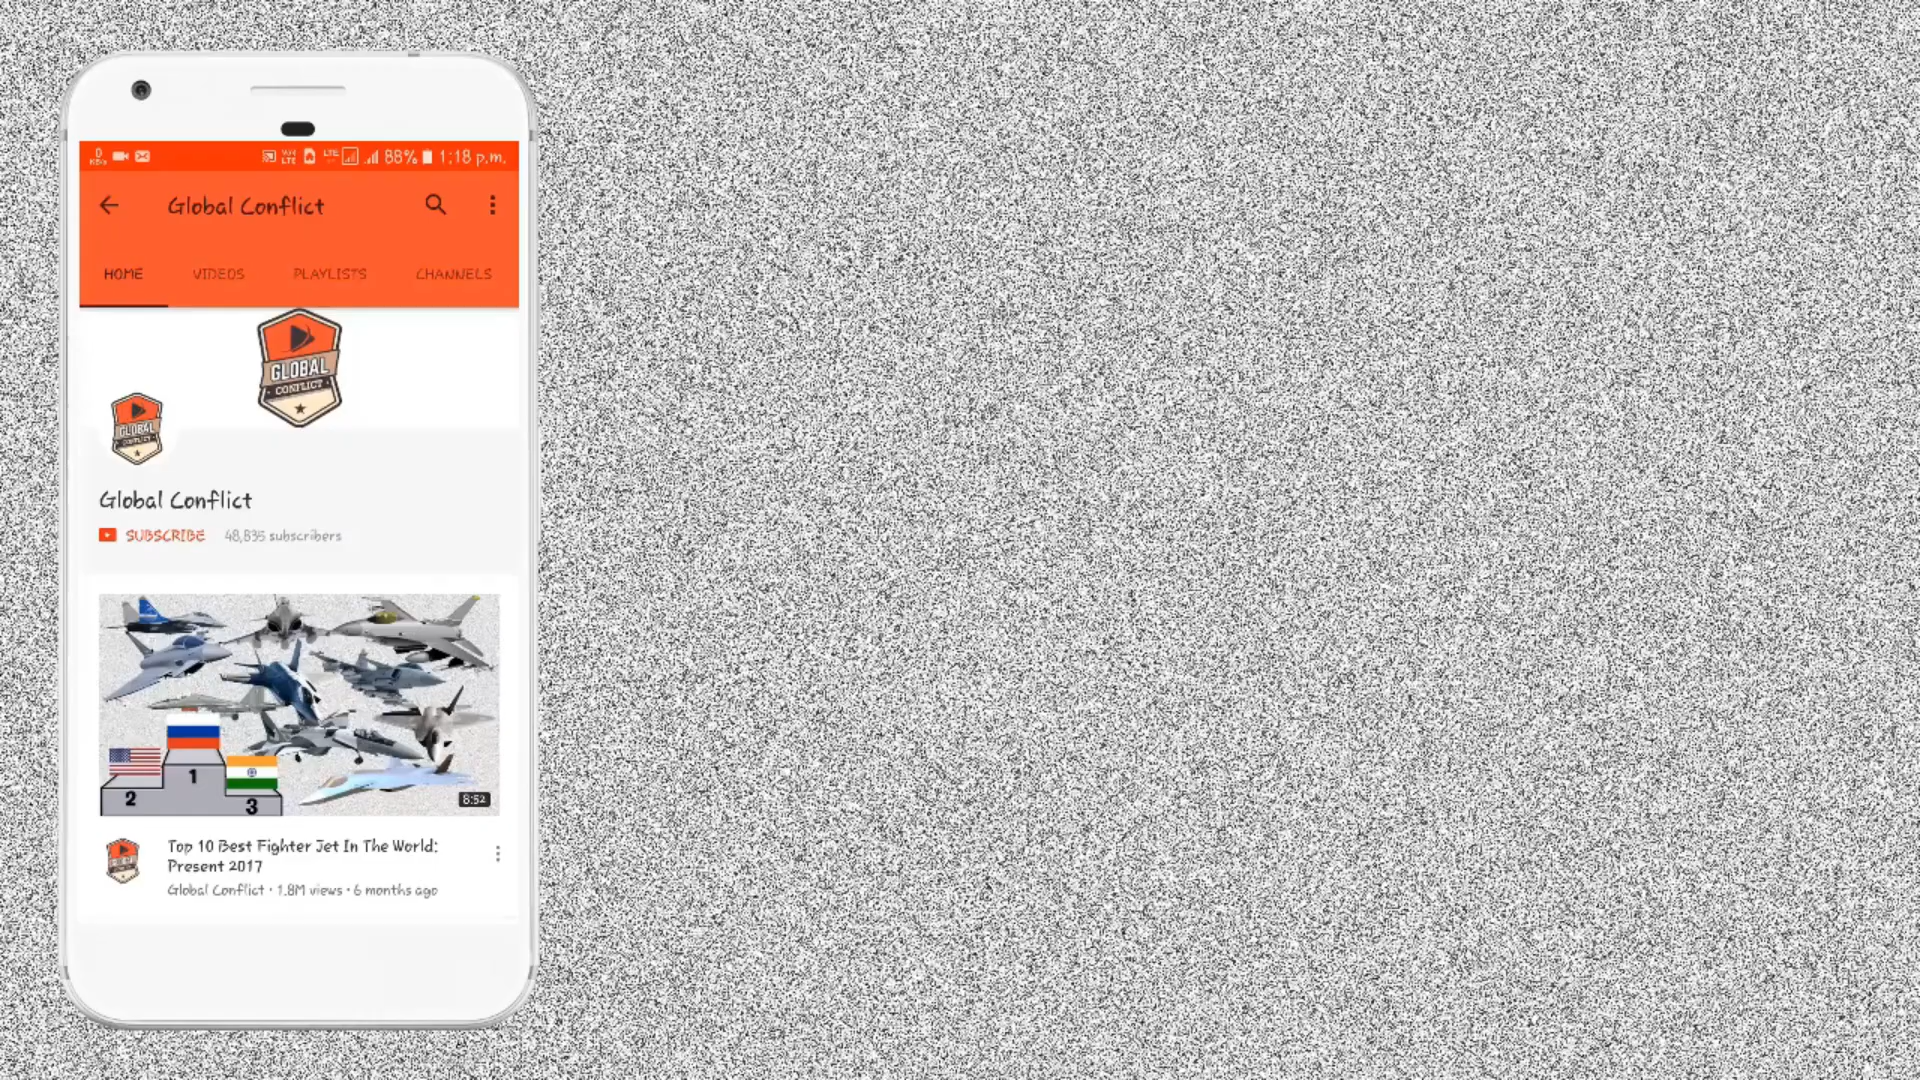 88% 1:18 p.m.
Global Conflict
HOME VIDEOS PLAYLISTS CHANNELS
GLOBAL
CONFLICT
GLOBAL
CONFLICT
Global Conflict
SUBSCRIBE 48,835 subscribers
1
2
3
8:52
Top 10 Best Fighter Jet In The World:
Present 2017
Global Conflict • 1.8M views • 6 months ago